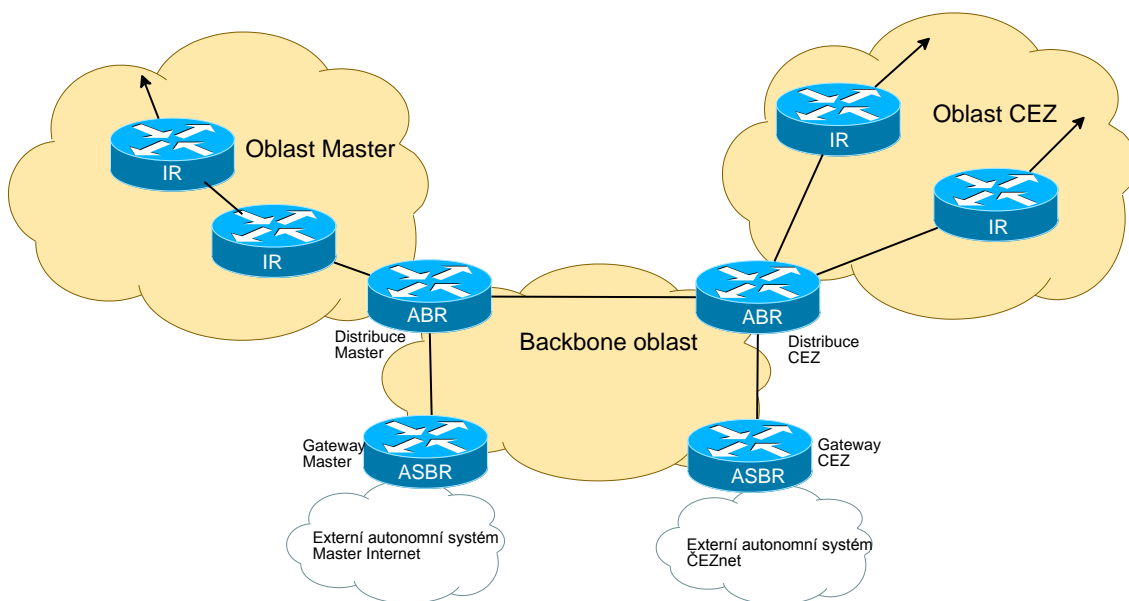 Oblast Master
Oblast CEZ
IR
IR
IR
IR
ABR
ABR
Distribuce
Master
Backbone oblast
Distribuce
CEZ
Gateway
Master
ASBR
ASBR
Gateway
CEZ
Externí autonomní systém
Master Internet
Externí autonomní systém
ČEZnet